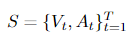 $S = \{V_t, A_t\}_{t=1}^{T}$